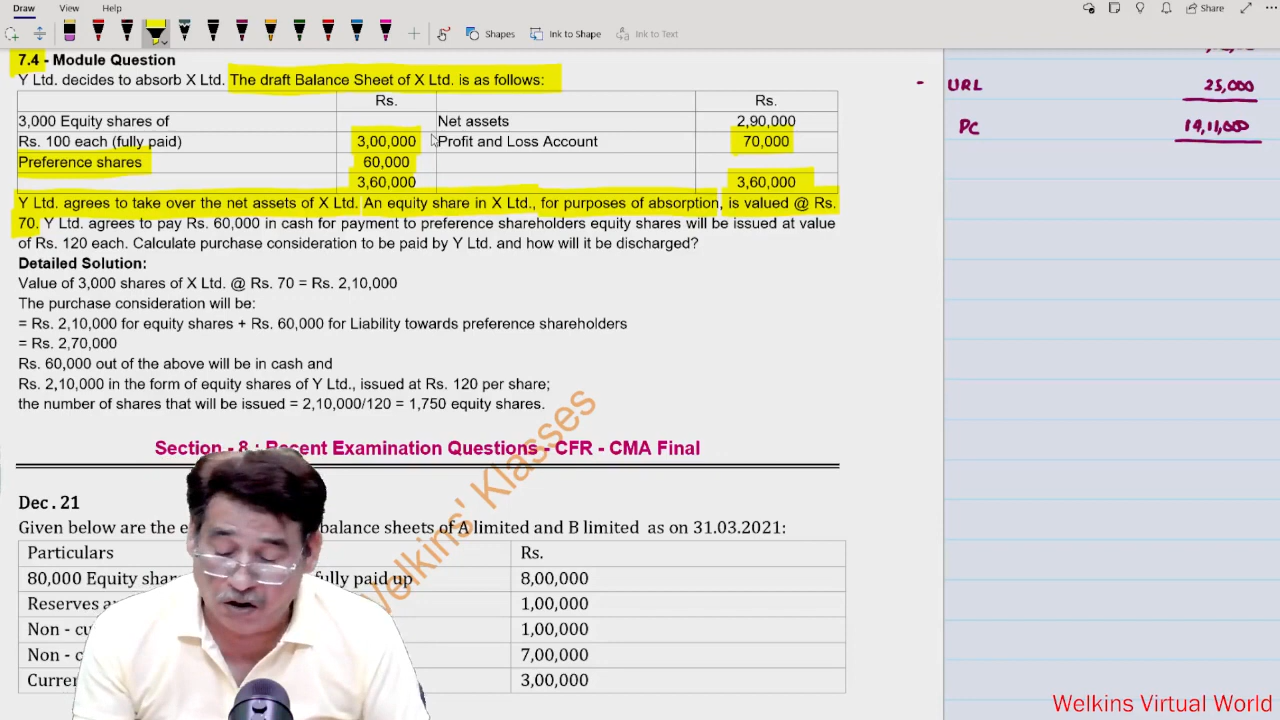 Draw Insert View Help
Share
Shapes Ink to Shape Ink to Text
7.4 - Module Question
Y Ltd. decides to absorb X Ltd. The draft Balance Sheet of X Ltd. is as follows:
Rs. Rs.
3,000 Equity shares of Net assets 2,90,000
Rs. 100 each (fully paid) 3,00,000 Profit and Loss Account 70,000
Preference shares 60,000
3,60,000 3,60,000
Y Ltd. agrees to take over the net assets of X Ltd. An equity share in X Ltd., for purposes of absorption, is valued @ Rs.
70. Y Ltd. agrees to pay Rs. 60,000 in cash for payment to preference shareholders equity shares will be issued at value
of Rs. 120 each. Calculate purchase consideration to be paid by Y Ltd. and how will it be discharged?
Detailed Solution:
Value of 3,000 shares of X Ltd. @ Rs. 70 = Rs. 2,10,000
The purchase consideration will be:
= Rs. 2,10,000 for equity shares + Rs. 60,000 for Liability towards preference shareholders
= Rs. 2,70,000
Rs. 60,000 out of the above will be in cash and
Rs. 2,10,000 in the form of equity shares of Y Ltd., issued at Rs. 120 per share;
the number of shares that will be issued = 2,10,000/120 = 1,750 equity shares.
Section - 8 : Recent Examination Questions - CFR - CMA Final
Dec . 21
Given below are the balance sheets of A limited and B limited as on 31.03.2021:
Particulars Rs.
80,000 Equity fully paid up 8,00,000
Reserves 1,00,000
Non - 1,00,000
Non - 7,00,000
3,00,000
- URL 25,000
PC 19,11,000
Welkins' Klasses
Welkins Virtual World